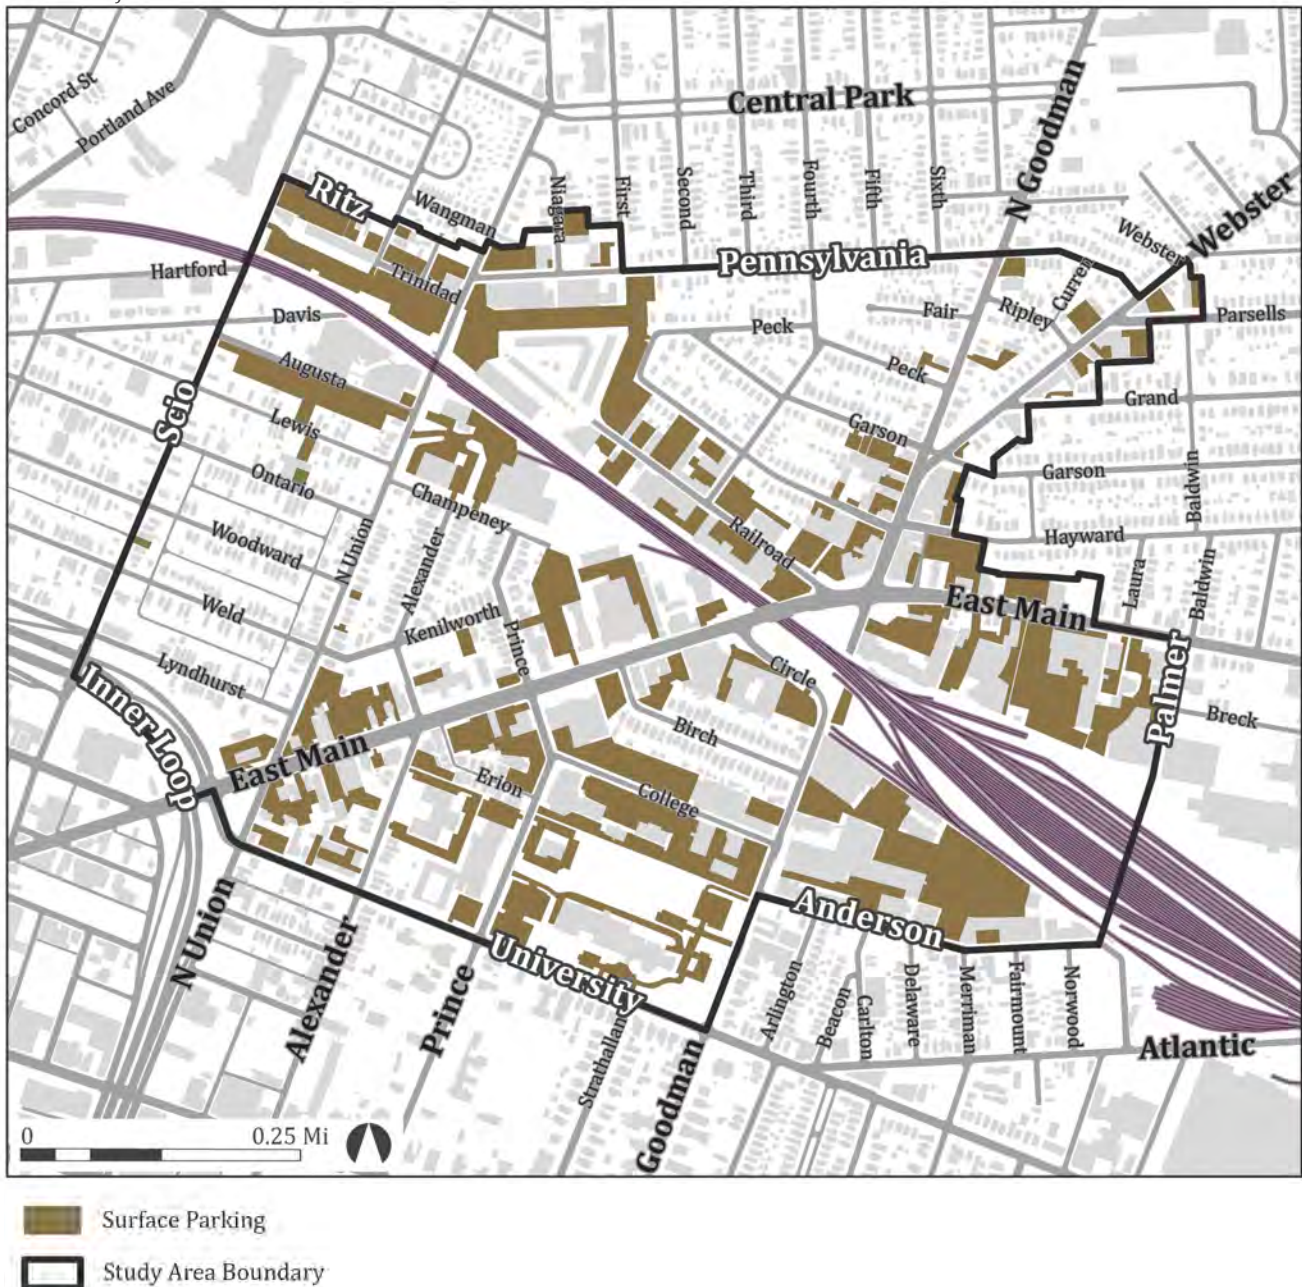 Concord St
Portland Ave
Central Park
N Goodman
Ritz
Wangman
Niagara
First
Second
Third
Fourth
Fifth
Sixth
Webster
Webster
Hartford
Trinidad
Pennsylvania
Curren
Davis
Peck
Fair
Ripley
Parsells
Augusta
Peck
Scio
Lewis
Grand
Garson
Ontario
Garson
Baldwin
Champeney
Woodward
N Union
Railroad
Hayward
Alexander
Laura
Baldwin
Weld
Kenilworth
East Main
Prince
Lyndhurst
Circle
Palmer
Inner Loop
Birch
Breck
East Main
Erion
College
Anderson
N Union
University
Alexander
Prince
Arlington
Beacon
Carlton
Delaware
Merriman
Fairmount
Norwood
Strathallan
Goodman
Atlantic
0 0.25 Mi
Surface Parking
Study Area Boundary